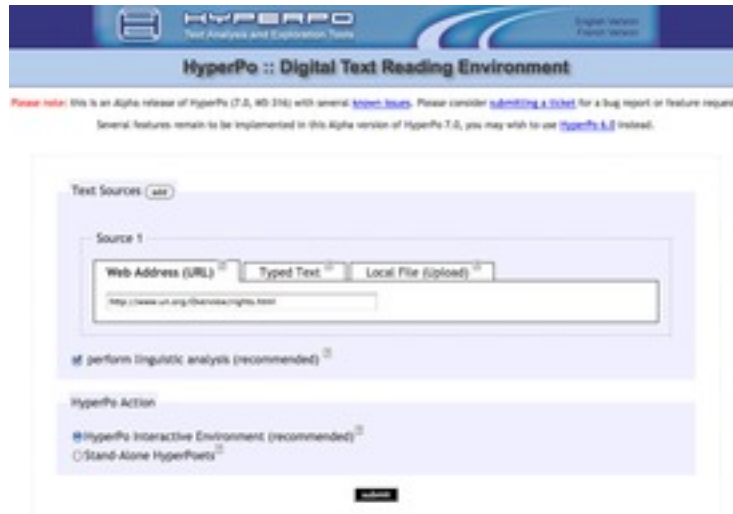 HYPERPO
Text Analysis and Exploration Tools
English Version
French Version
HyperPo :: Digital Text Reading Environment
Please note: this is an Alpha release of HyperPo (7.0, MD 316) with several known issues. Please consider submitting a ticket for a bug report or feature reques
Several features remain to be implemented in this Alpha version of HyperPo 7.0, you may wish to use HyperPo 6.0 instead.
Text Sources add
Source 1
Web Address (URL) Typed Text Local File (Upload)
http://www.un.org/Overview/rights.html
perform linguistic analysis (recommended)
HyperPo Action
HyperPo Interactive Environment (recommended)
Stand-Alone HyperPoets
submit